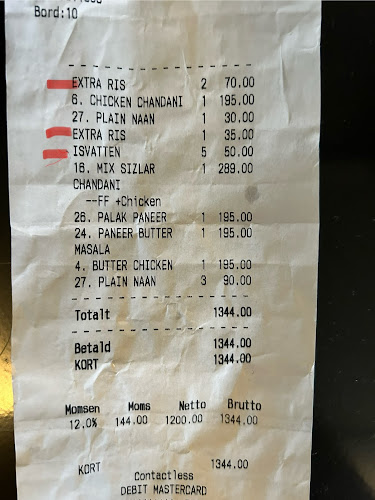 Bord:10
EXTRA RIS 2 70.00
6. CHICKEN CHANDANI 1 195.00
27. PLAIN NAAN 1 30.00
EXTRA RIS 1 35.00
ISVATTEN 5 50.00
16. MIX SIZLAR 1 289.00
CHANDANI
--FF +Chicken
26. PALAK PANEER 1 195.00
24. PANEER BUTTER 1 195.00
MASALA
4. BUTTER CHICKEN 1 195.00
27. PLAIN NAAN 3 90.00
Totalt 1344.00
Betald 1344.00
KORT 1344.00
Momsen Moms Netto Brutto
12.0% 144.00 1200.00 1344.00
KORT 1344.00
Contactless
DEBIT MASTERCARD